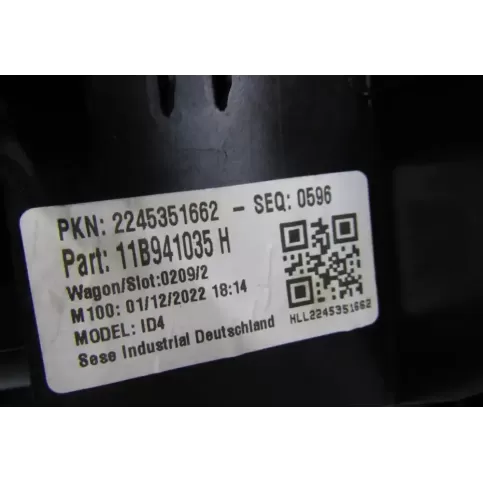 PKN: 2245351662 - SEQ: 0596
Part: 11B941035 H
Wagon/Slot:0209/2
M100: 01/12/2022 18:14
MODEL: ID4
Sese Industrial Deutschland
HLL2245351662